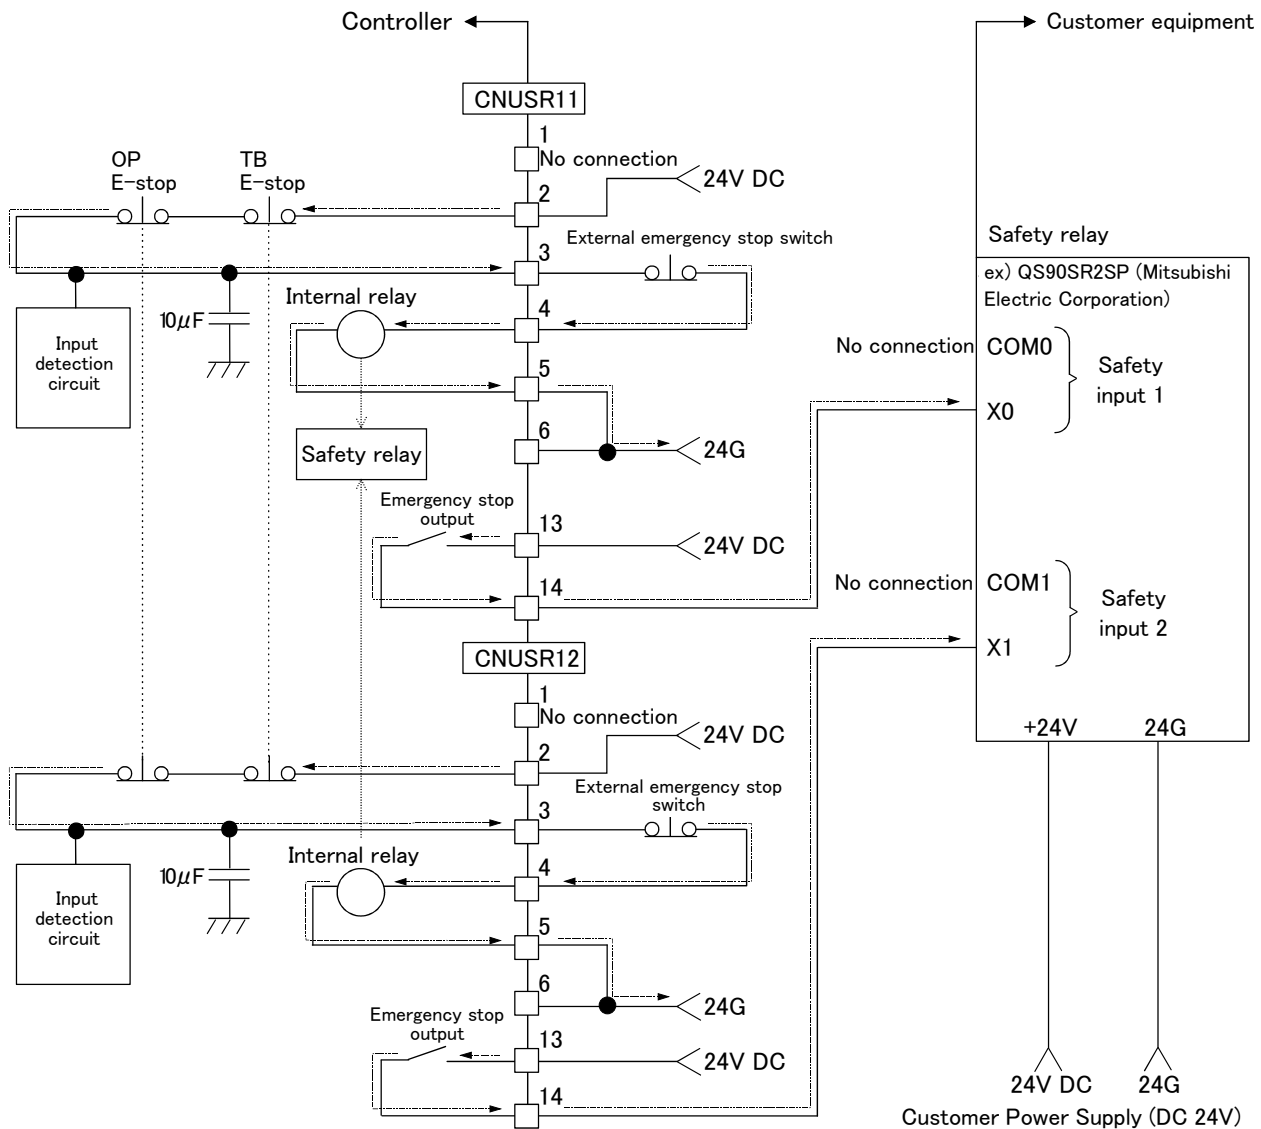 Controller
Customer equipment
CNUSR11
1
No connection
24V DC
OP
E-stop
TB
E-stop
2
External emergency stop switch
3
Internal relay
4
10μF
Input
detection
circuit
5
6
24G
Safety relay
Emergency stop
output
13
24V DC
14
Safety relay
ex) QS90SR2SP (Mitsubishi
Electric Corporation)
No connection
COM0
X0
Safety
input 1
No connection
COM1
X1
Safety
input 2
+24V
24G
CNUSR12
1
No connection
24V DC
2
External emergency stop
switch
3
Internal relay
4
10μF
Input
detection
circuit
5
6
24G
Emergency stop
output
13
24V DC
14
24V DC
24G
Customer Power Supply (DC 24V)